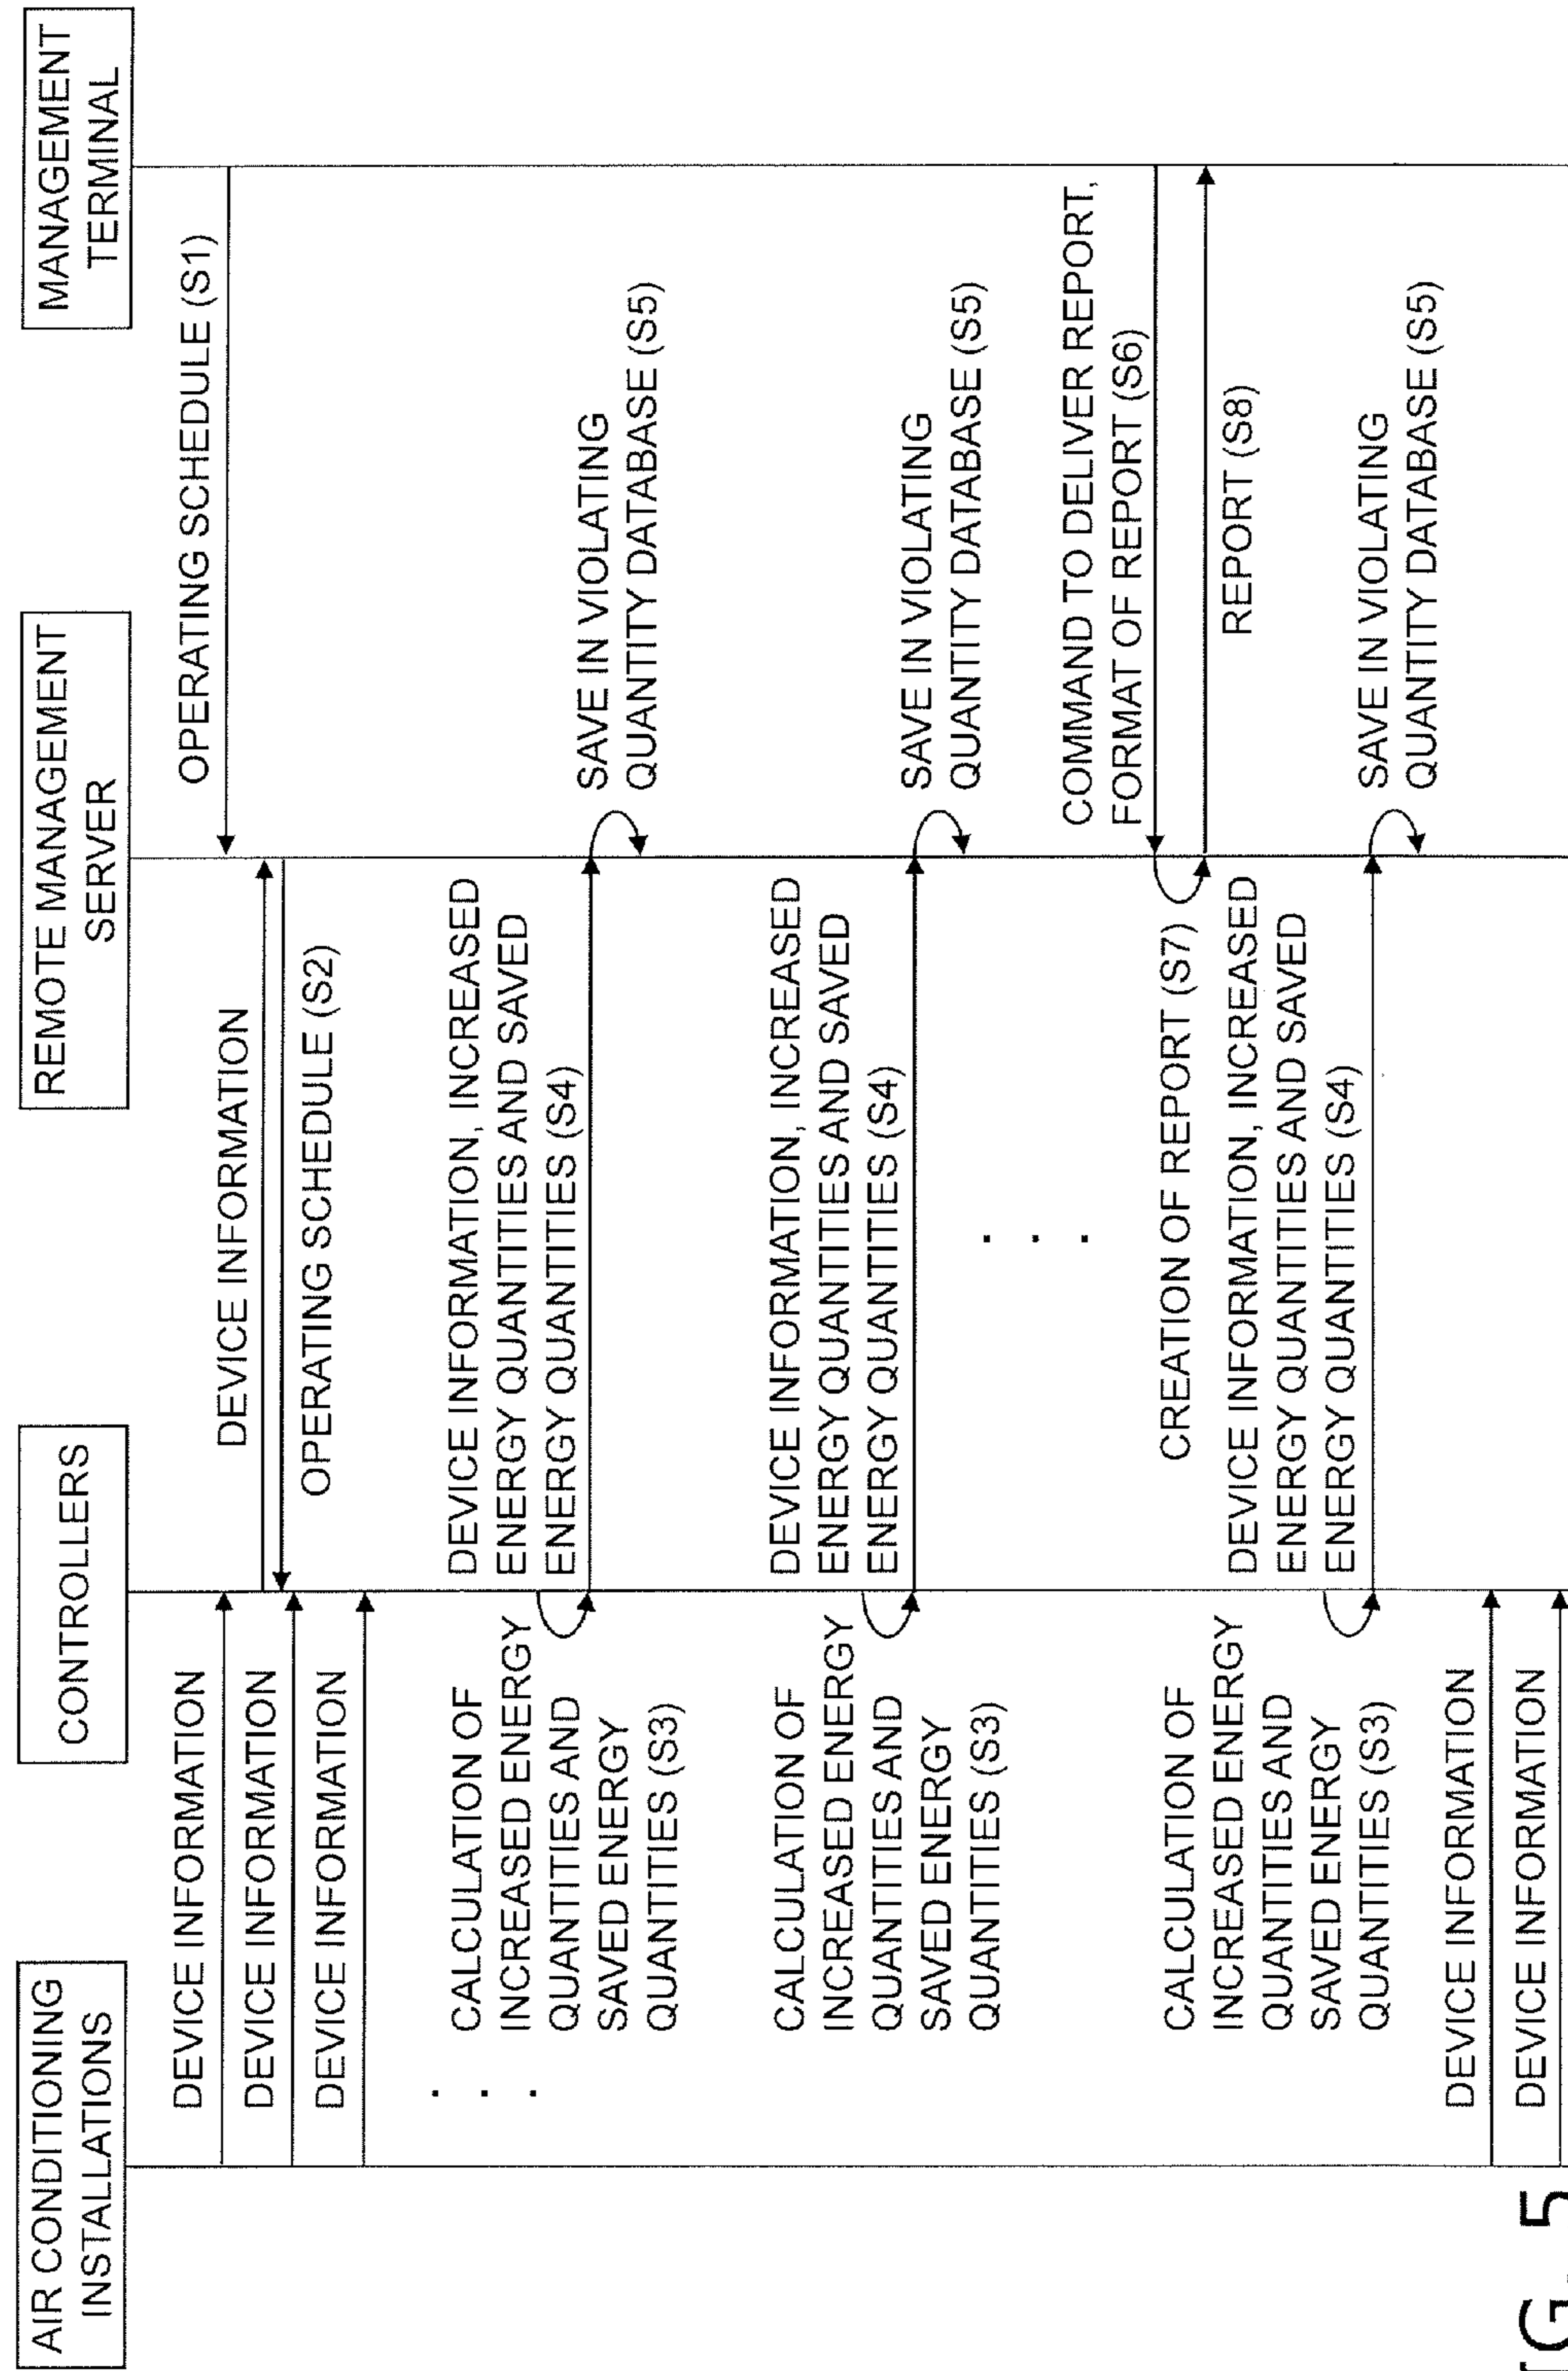 AIR CONDITIONING
INSTALLATIONS
CONTROLLERS
REMOTE MANAGEMENT
SERVER
MANAGEMENT
TERMINAL
DEVICE INFORMATION
DEVICE INFORMATION
DEVICE INFORMATION
. . .
DEVICE INFORMATION
OPERATING SCHEDULE (S1)
OPERATING SCHEDULE (S2)
CALCULATION OF
INCREASED ENERGY
QUANTITIES AND
SAVED ENERGY
QUANTITIES (S3)
DEVICE INFORMATION, INCREASED
ENERGY QUANTITIES AND SAVED
ENERGY QUANTITIES (S4)
SAVE IN VIOLATING
QUANTITY DATABASE (S5)
CALCULATION OF
INCREASED ENERGY
QUANTITIES AND
SAVED ENERGY
QUANTITIES (S3)
DEVICE INFORMATION, INCREASED
ENERGY QUANTITIES AND SAVED
ENERGY QUANTITIES (S4)
SAVE IN VIOLATING
QUANTITY DATABASE (S5)
. . .
COMMAND TO DELIVER REPORT,
FORMAT OF REPORT (S6)
CREATION OF REPORT (S7)
REPORT (S8)
CALCULATION OF
INCREASED ENERGY
QUANTITIES AND
SAVED ENERGY
QUANTITIES (S3)
DEVICE INFORMATION, INCREASED
ENERGY QUANTITIES AND SAVED
ENERGY QUANTITIES (S4)
SAVE IN VIOLATING
QUANTITY DATABASE (S5)
DEVICE INFORMATION
DEVICE INFORMATION